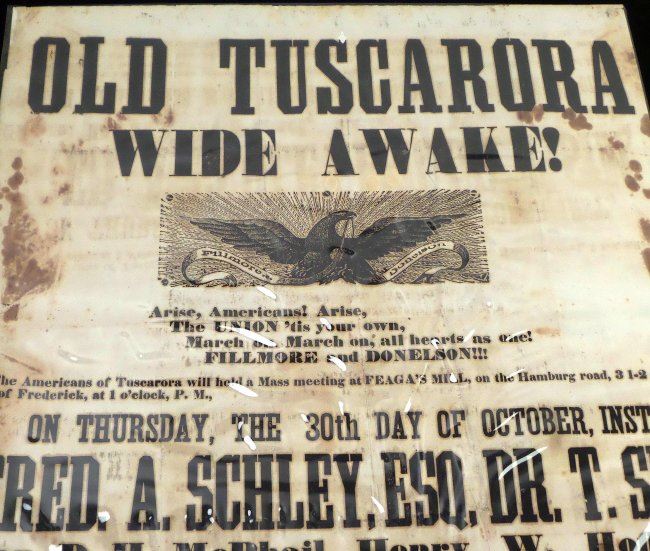 OLD TUSCARORA
WIDE AWAKE!
Fillmore
Donelson
Arise, Americans! Arise,
The UNION 'tis your own,
March on, March on, all hearts as one!
FILLMORE and DONELSON!!!
The Americans of Tuscarora will hold a Mass meeting at FEAGA'S MILL, on the Hamburg road, 3 1-2
of Frederick, at 1 o'clock, P. M.,
ON THURSDAY, THE 30th DAY OF OCTOBER, INST
FRED. A. SCHLEY, ESQ, DR. T. S
D. H. McPhail, Henry W. Ho